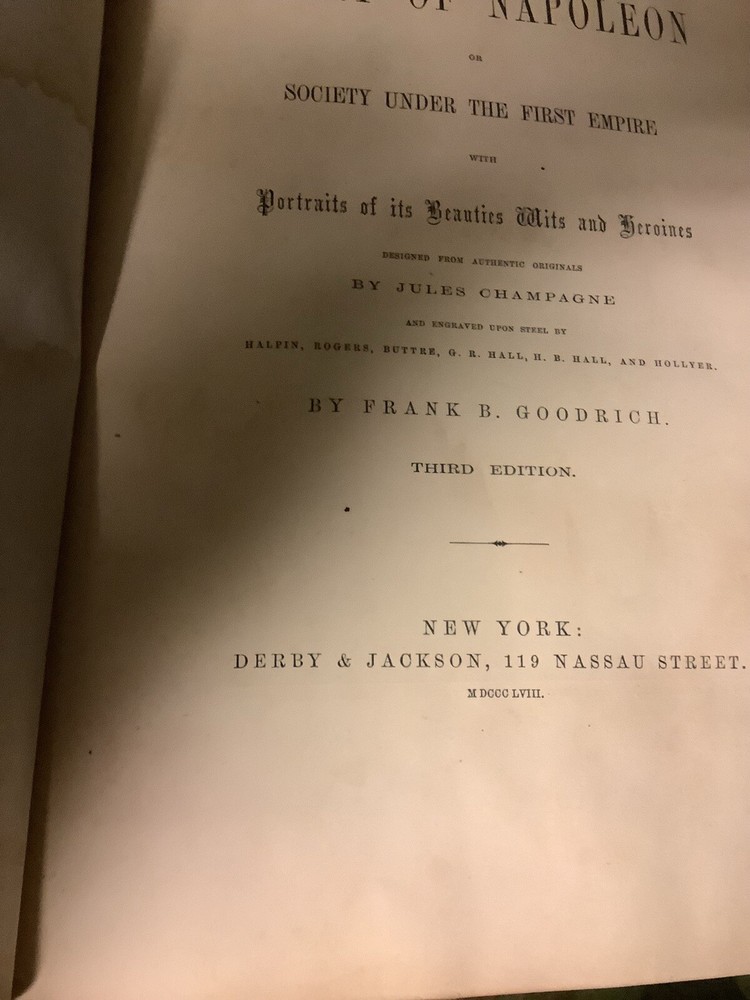 OF NAPOLEON
OR
SOCIETY UNDER THE FIRST EMPIRE
WITH
Portraits of its Beauties Wits and Heroines
DESIGNED FROM AUTHENTIC ORIGINALS
BY JULES CHAMPAGNE
AND ENGRAVED UPON STEEL BY
HALPIN, ROGERS, BUTTRE, G. R. HALL, H. B. HALL, AND HOLLYER.
BY FRANK B. GOODRICH.
THIRD EDITION.
NEW YORK:
DERBY & JACKSON, 119 NASSAU STREET.
M DCCC LVIII.